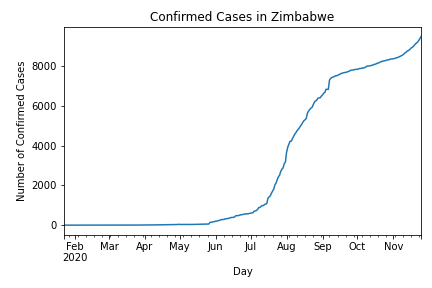 Confirmed Cases in Zimbabwe
Number of Confirmed Cases
8000
6000
4000
2000
0
Feb Mar Apr May Jun Jul Aug Sep Oct Nov
2020
Day